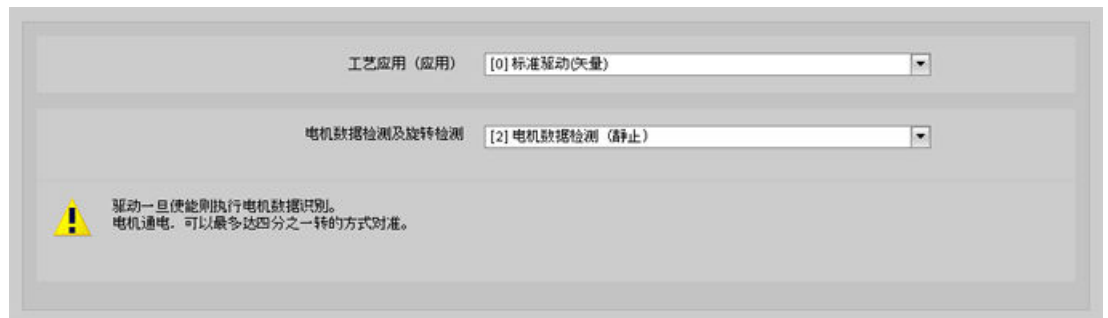 工艺应用（应用）
[0] 标准驱动(矢量)
电机数据检测及旋转检测
[2] 电机数据检测（静止）
驱动一旦使能则执行电机数据识别。
电机通电．可以最多达四分之一转的方式对准。